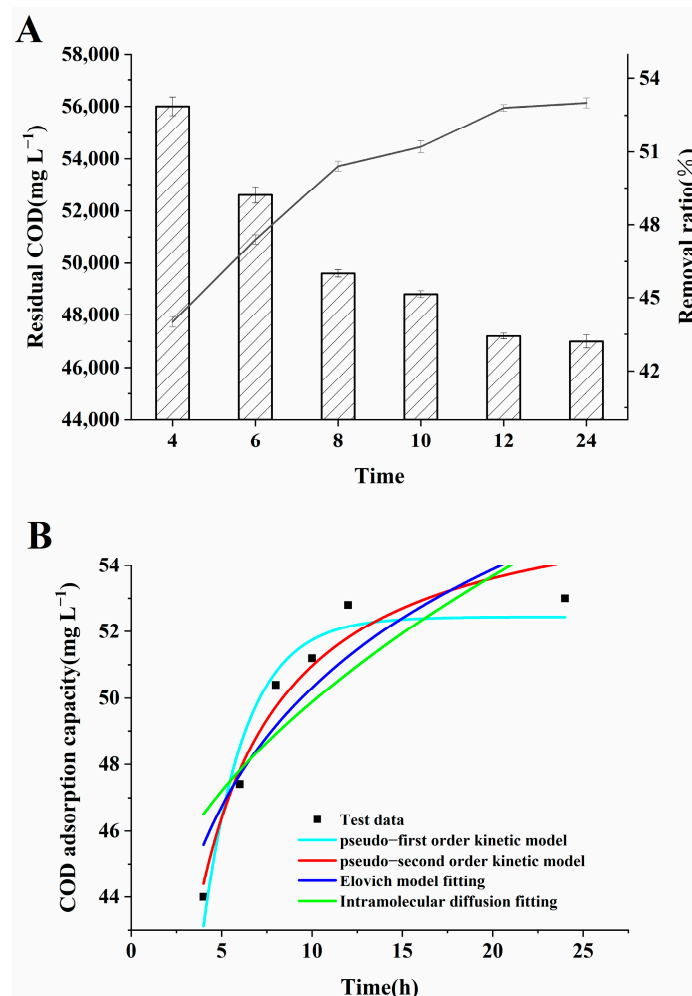 A
58,000
56,000
54,000
52,000
50,000
48,000
46,000
44,000
Residual COD(mg L⁻¹)
54
51
48
45
42
Removal ratio(%)
4 6 8 10 12 24
Time
B
54
52
50
48
46
44
COD adsorption capacity(mg L⁻¹)
Test data
pseudo−first order kinetic model
pseudo−second order kinetic model
Elovich model fitting
Intramolecular diffusion fitting
0 5 10 15 20 25
Time(h)